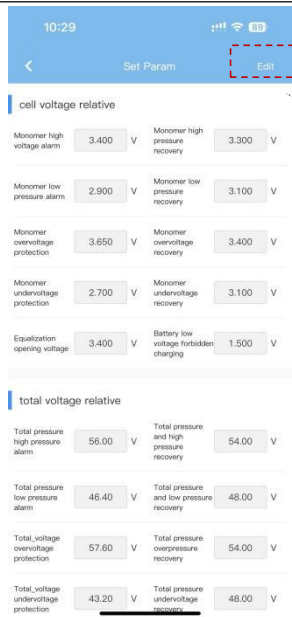 10:29
89
Set Param
Edit
cell voltage relative
Monomer high
voltage alarm
3.400 V
Monomer high
pressure
recovery
3.300 V
Monomer low
pressure alarm
2.900 V
Monomer low
pressure
recovery
3.100 V
Monomer
overvoltage
protection
3.650 V
Monomer
overvoltage
recovery
3.400 V
Monomer
undervoltage
protection
2.700 V
Monomer
undervoltage
recovery
3.100 V
Equalization
opening voltage
3.400 V
Battery low
voltage forbidden
charging
1.500 V
total voltage relative
Total pressure
high pressure
alarm
56.00 V
Total pressure
and high
pressure
recovery
54.00 V
Total pressure
low pressure
alarm
46.40 V
Total pressure
and low pressure
recovery
48.00 V
Total_voltage
overvoltage
protection
57.60 V
Total pressure
overpressure
recovery
54.00 V
Total_voltage
undervoltage
protection
43.20 V
Total pressure
undervoltage
recovery
48.00 V